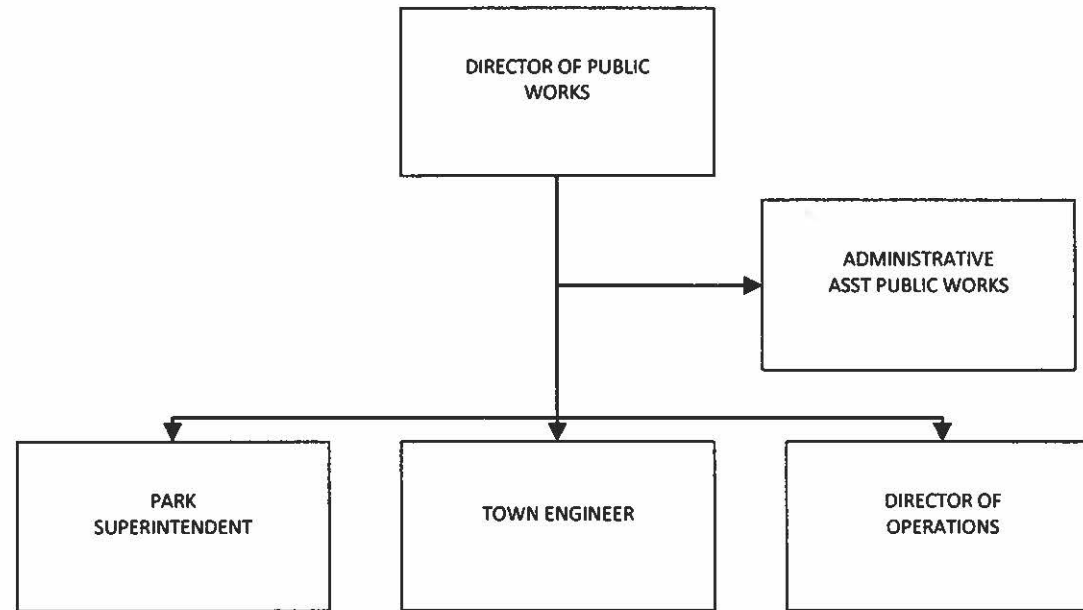 DIRECTOR OF PUBLIC
WORKS
ADMINISTRATIVE
ASST PUBLIC WORKS
PARK
SUPERINTENDENT
TOWN ENGINEER
DIRECTOR OF
OPERATIONS